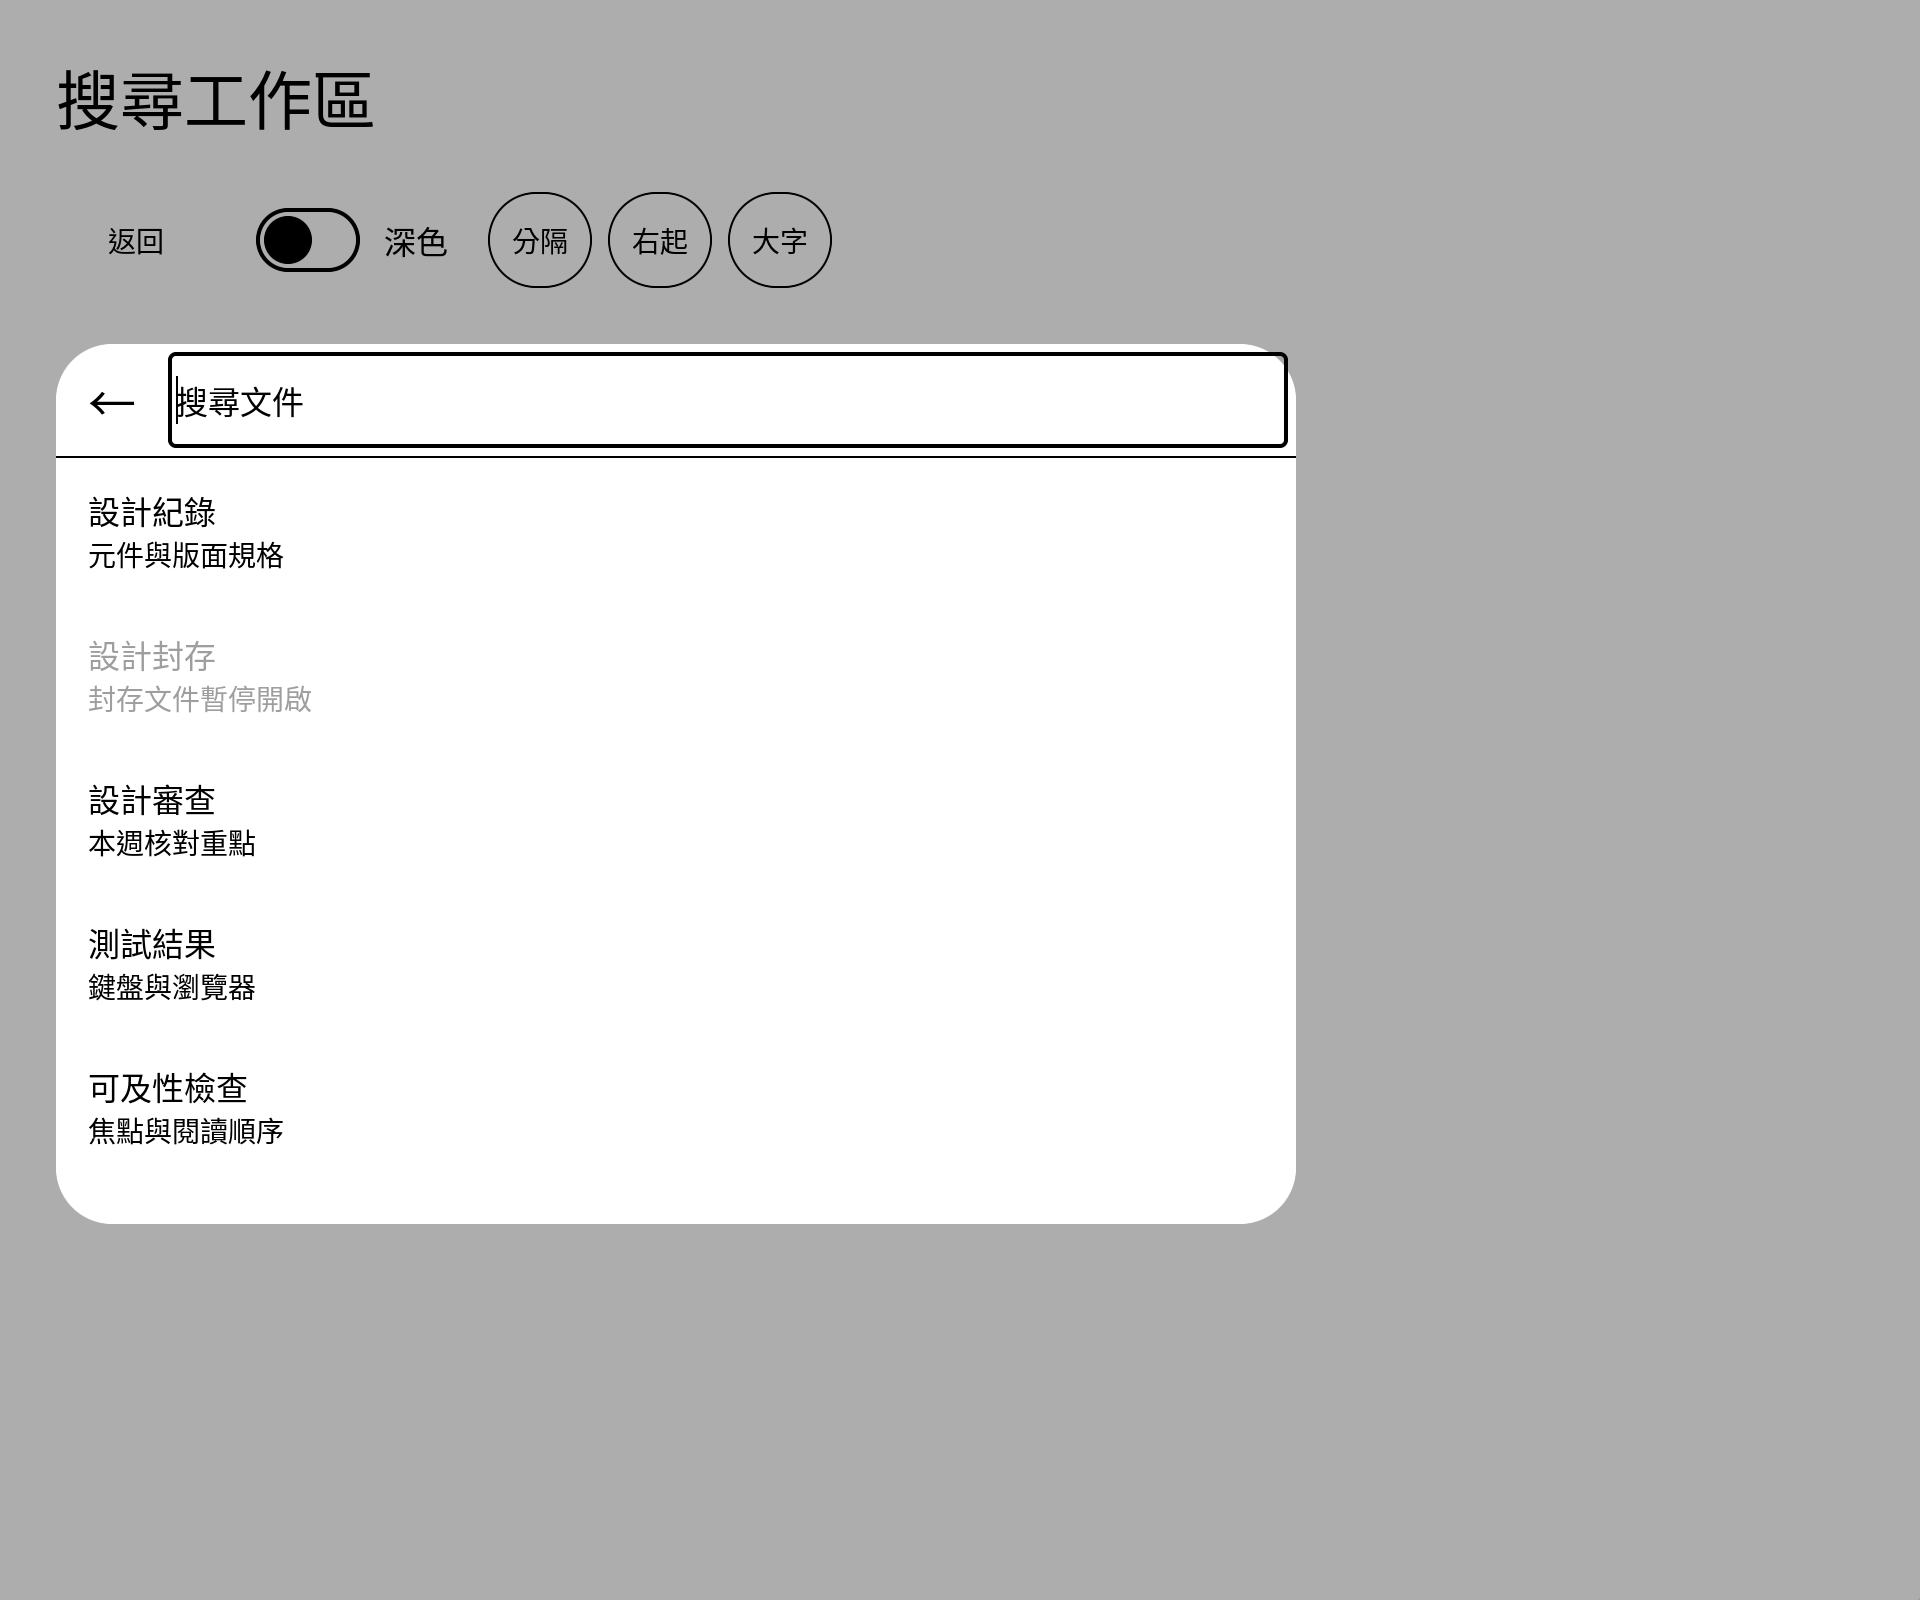 搜尋工作區
返回 深色 分隔 右起 大字
搜尋文件
設計紀錄
元件與版面規格
設計封存
封存文件暫停開啟
設計審查
本週核對重點
測試結果
鍵盤與瀏覽器
可及性檢查
焦點與閱讀順序